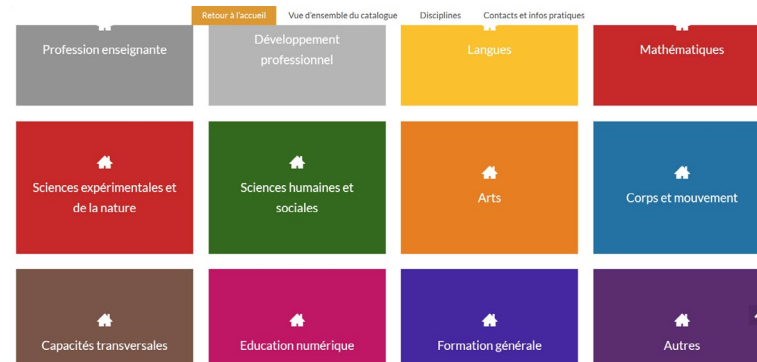 Retour à l'accueil Vue d'ensemble du catalogue Disciplines Contacts et infos pratiques
Profession enseignante
Développement
professionnel
Langues
Mathématiques
Sciences expérimentales et
de la nature
Sciences humaines et
sociales
Arts
Corps et mouvement
Capacités transversales
Education numérique
Formation générale
Autres